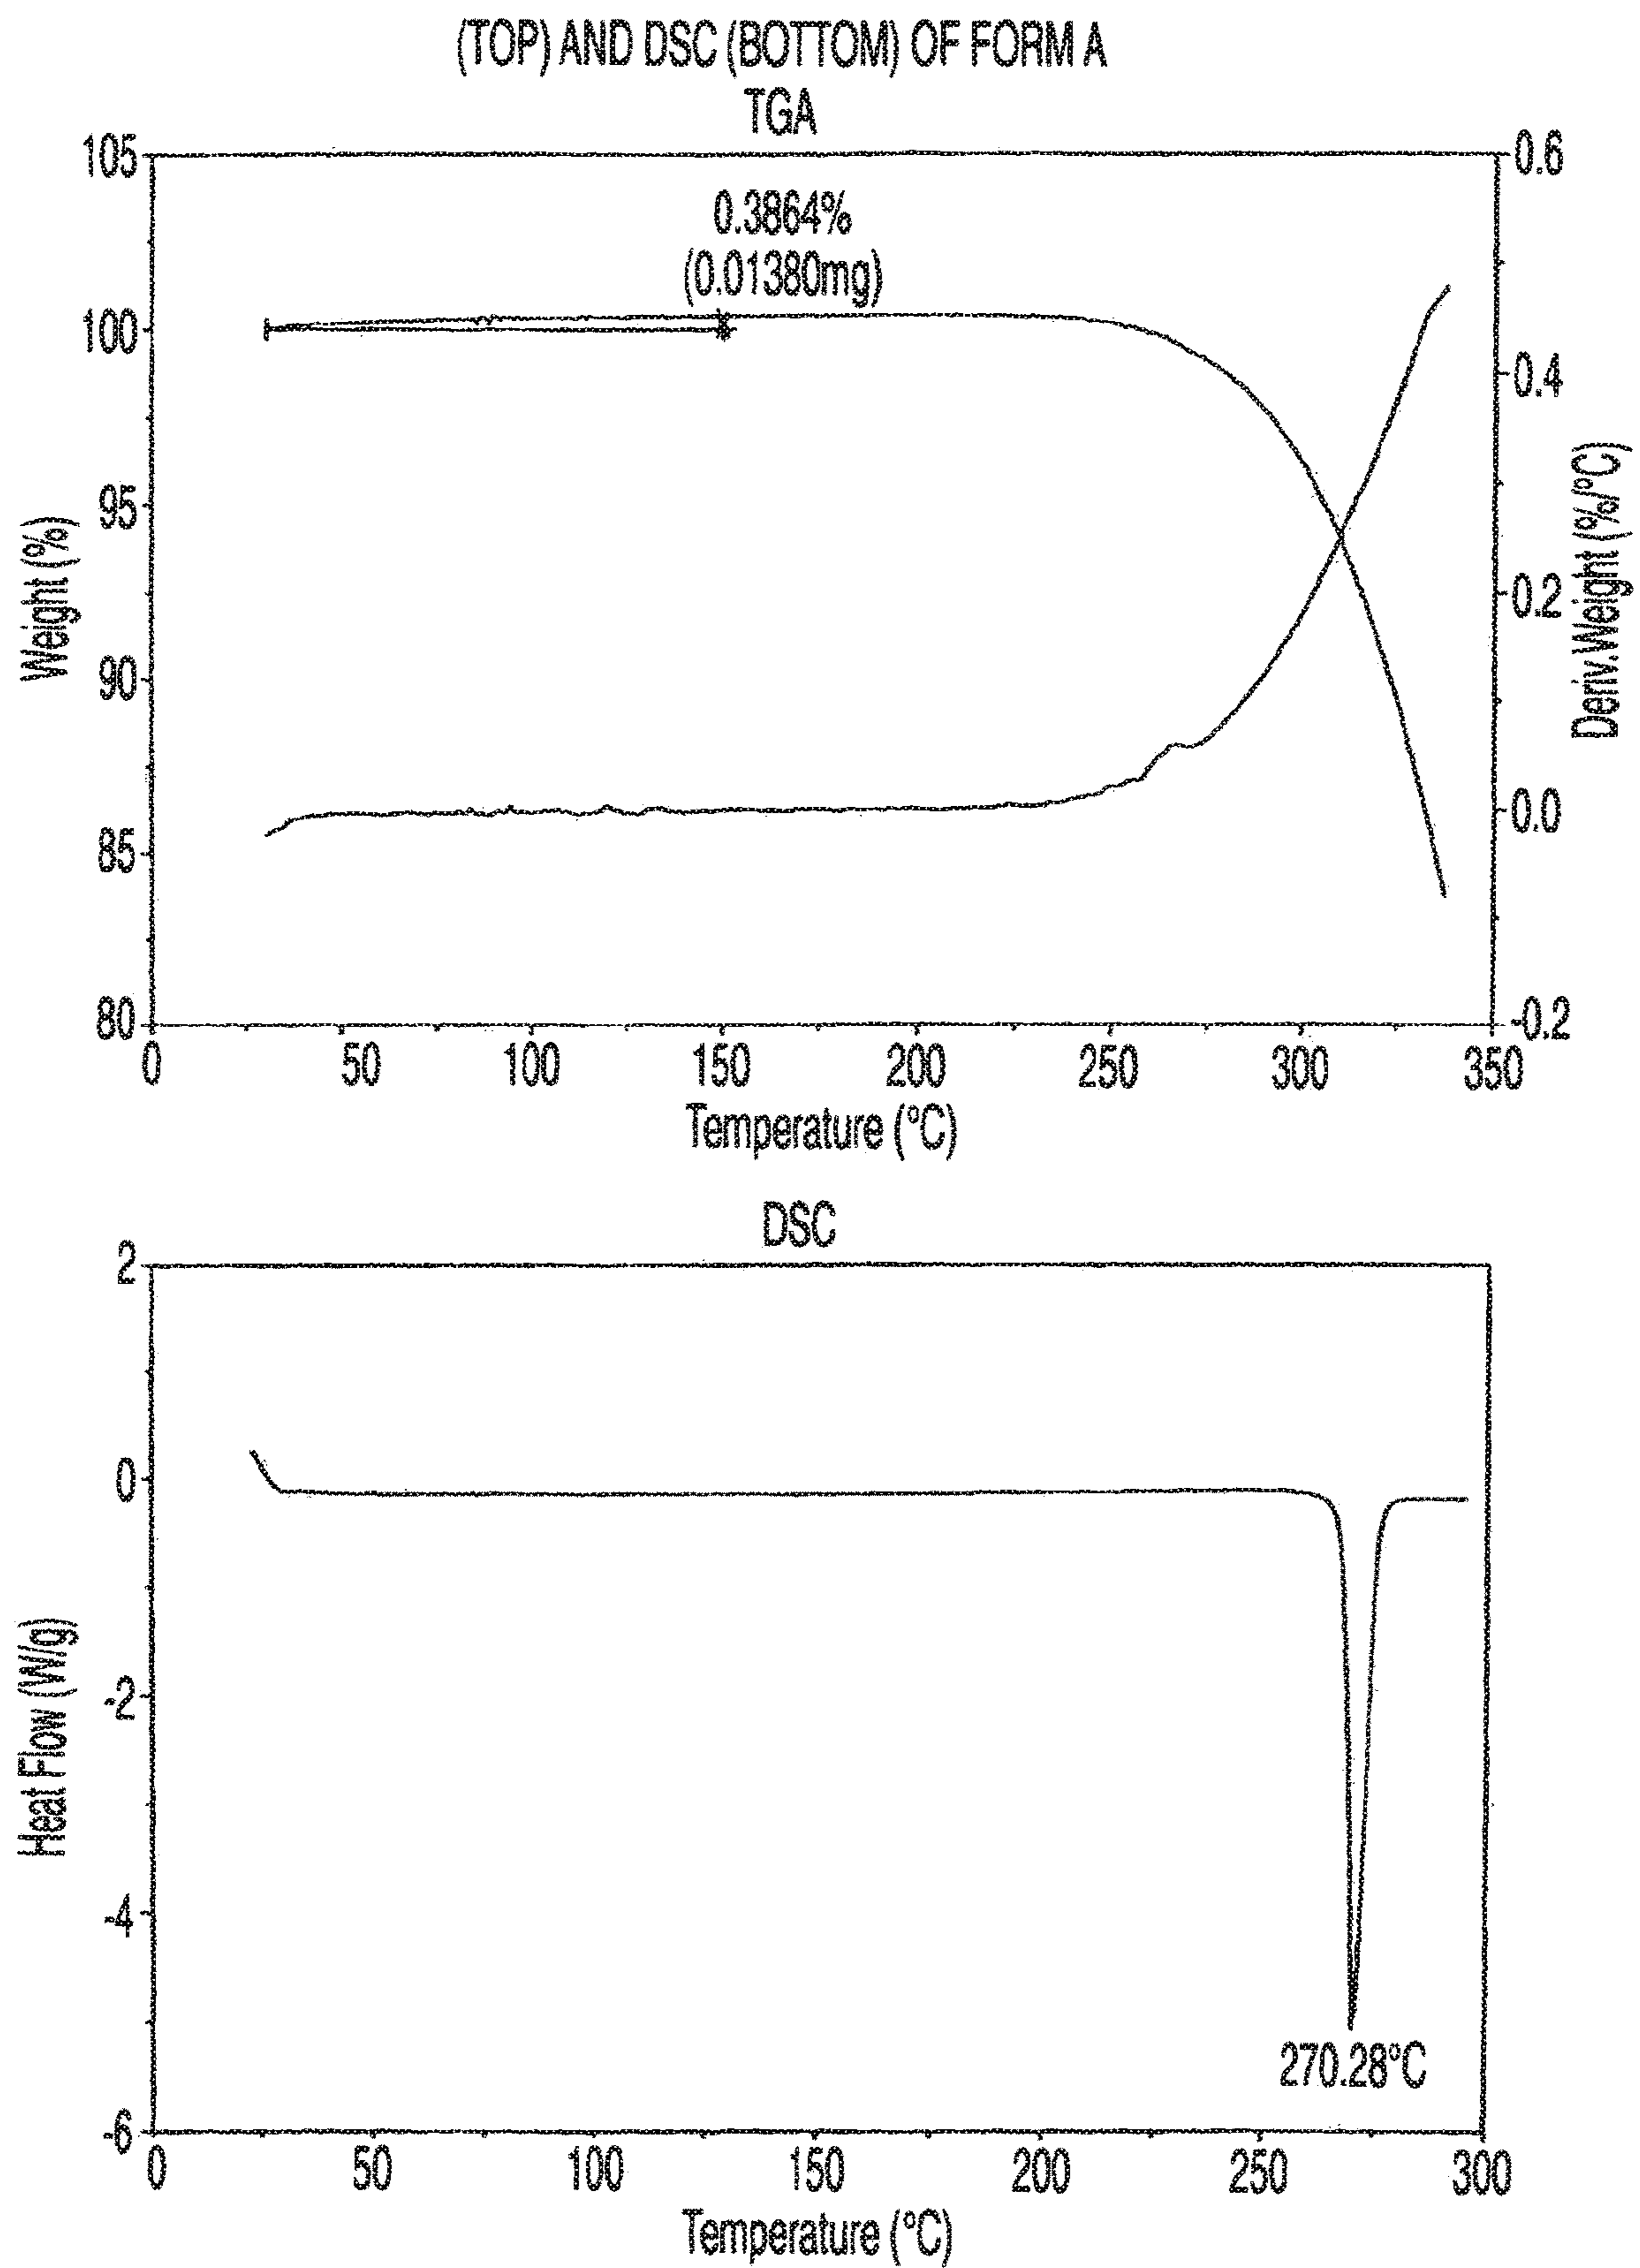 (TOP) AND DSC (BOTTOM) OF FORM A
TGA
105
100
95
90
85
80
Weight (%)
0.3864%
(0.01380mg)
0.6
0.4
0.2
0.0
-0.2
Deriv.Weight (%/°C)
0 50 100 150 200 250 300 350
Temperature (°C)
DSC
2
0
-2
-4
-6
Heat Flow (W/g)
270.28°C
0 50 100 150 200 250 300
Temperature (°C)